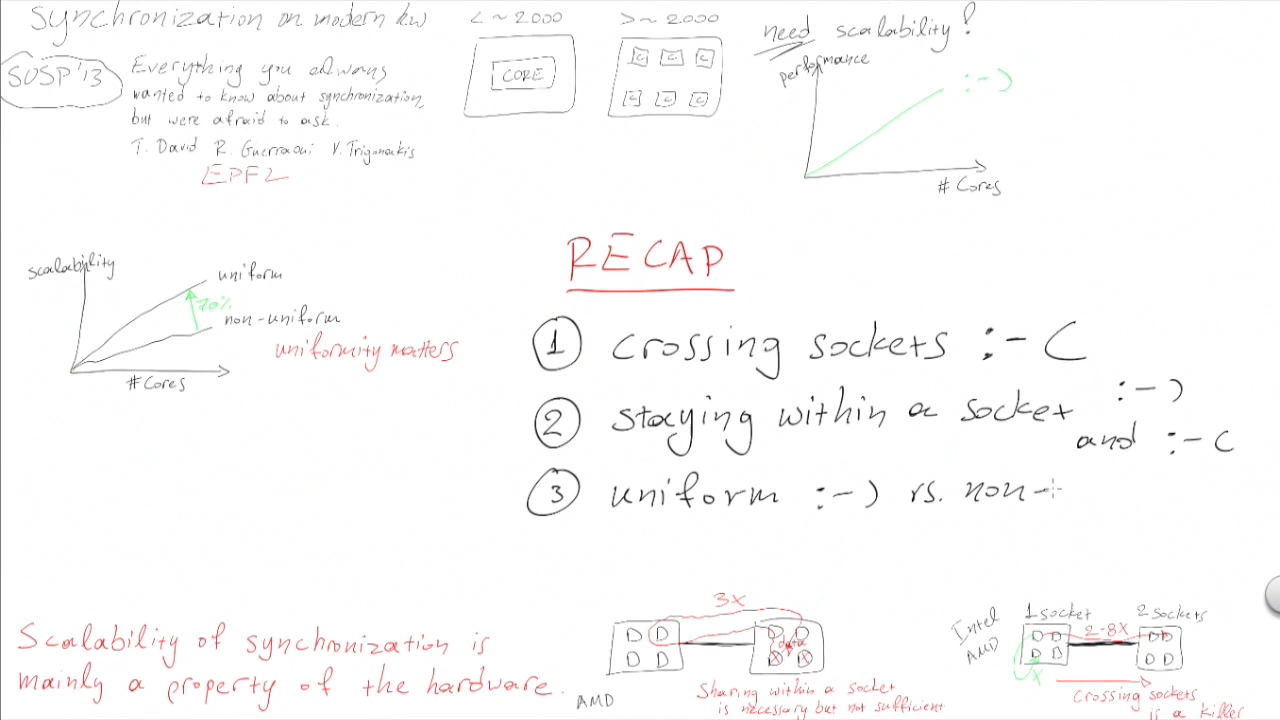 synchronization on modern hw
SOSP'13
Everything you always
wanted to know about synchronization,
but were afraid to ask.
T. David R. Guerraoui V. Trigonakis
EPFL
< ~ 2000
CORE
> ~ 2000
C C C
C C C
need scalability?
performance
:-)
# Cores
scalability
uniform
70%
non-uniform
uniformity matters
# Cores
RECAP
1 crossing sockets :-(
2 staying within a socket :-)
and :-(
3 uniform :-) vs. non-
Scalability of synchronization is
mainly a property of the hardware.
3x
D D D D
D D
data
AMD
Sharing within a socket
is necessary but not sufficient
Intel
AMD
1 socket 2 sockets
2-8x
D D D D
D D D D
x
Crossing sockets
is a killer